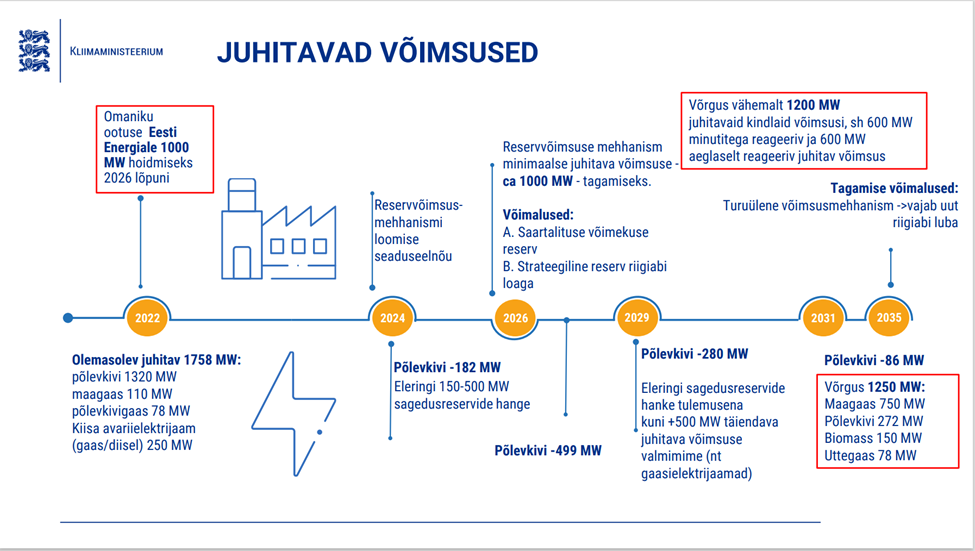 KLIIMAMINISTEERIUM
JUHITAVAD VÕIMSUSED
Omaniku
ootuse Eesti
Energiale 1000
MW hoidmiseks
2026 lõpuni
Reservvõimsus-
mehhanismi
loomise
seaduseelnõu
Reservvõimsuse mehhanism
minimaalse juhitava võimsuse -
ca 1000 MW - tagamiseks.
Võimalused:
A. Saartalituse võimekuse
reserv
B. Strateegiline reserv riigiabi
loaga
Võrgus vähemalt 1200 MW
juhitavaid kindlaid võimsusi, sh 600 MW
minutitega reageeriv ja 600 MW
aeglaselt reageeriv juhitav võimsus
Tagamise võimalused:
Turuülene võimsusmehhanism ->vajab uut
riigiabi luba
2022
2024
2026
2029
2031
2035
Olemasolev juhitav 1758 MW:
põlevkivi 1320 MW
maagaas 110 MW
põlevkivigaas 78 MW
Kiisa avariielektrijaam
(gaas/diisel) 250 MW
Põlevkivi -182 MW
Eleringi 150-500 MW
sagedusreservide hange
Põlevkivi -499 MW
Põlevkivi -280 MW
Eleringi sagedusreservide
hanke tulemusena
kuni +500 MW täiendava
juhitava võimsuse
valmimime (nt
gaasielektrijaamad)
Põlevkivi -86 MW
Võrgus 1250 MW:
Maagaas 750 MW
Põlevkivi 272 MW
Biomass 150 MW
Uttegaas 78 MW